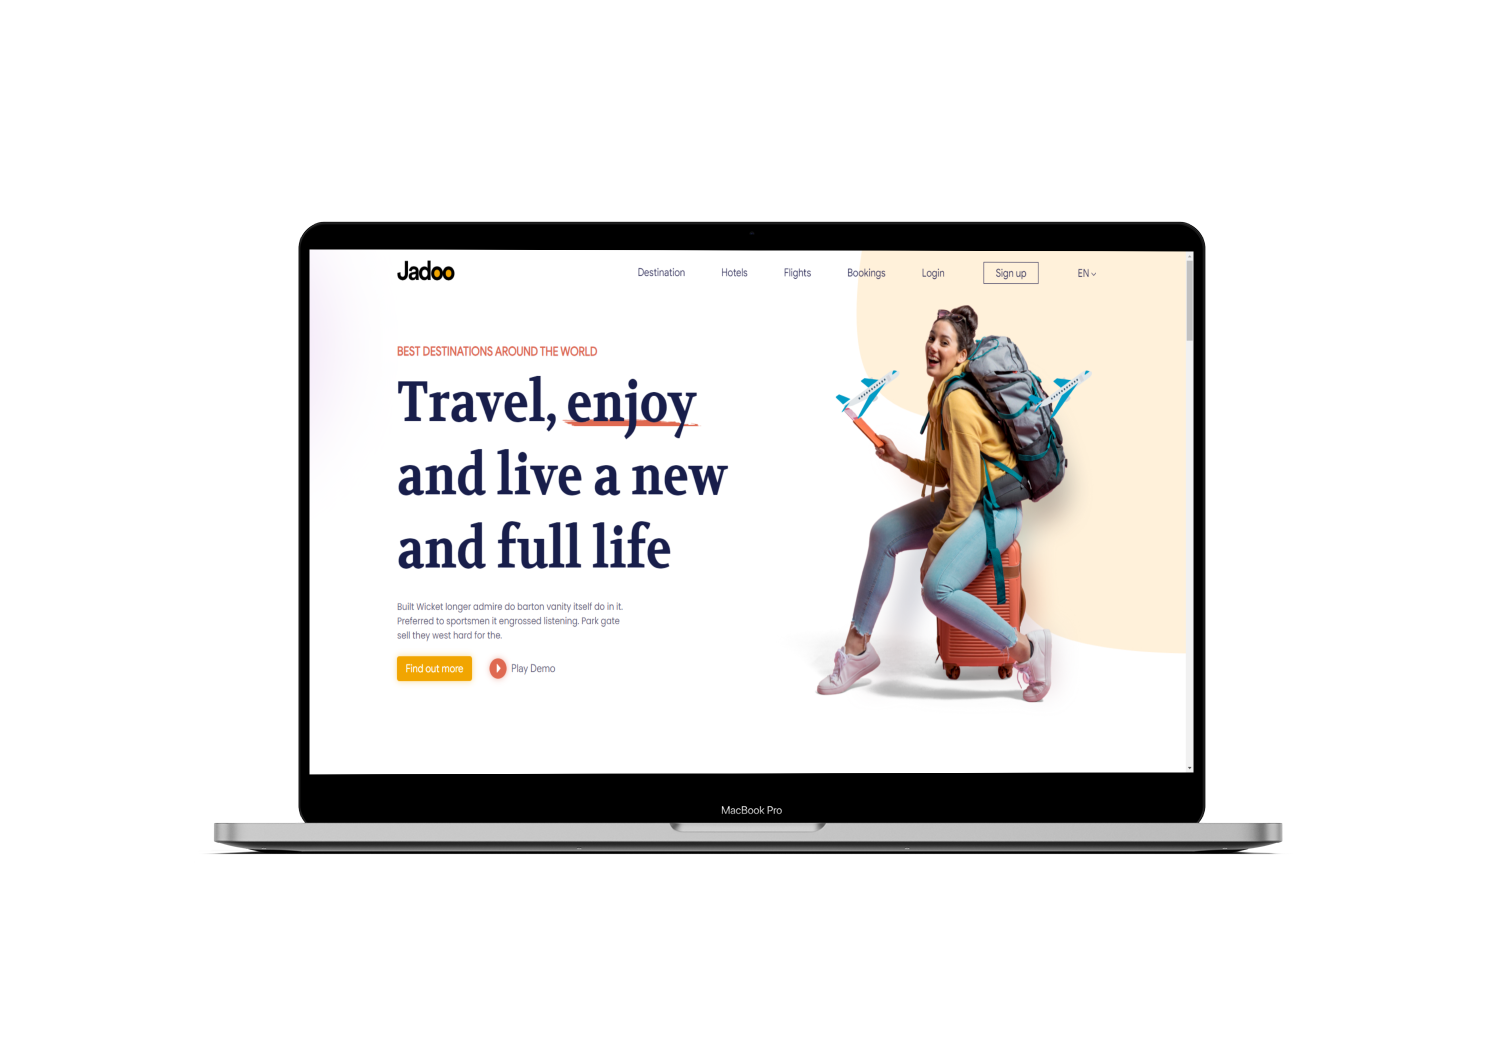 Jadoo
Destination
Hotels
Flights
Bookings
Login
Sign up
EN
BEST DESTINATIONS AROUND THE WORLD
Travel, enjoy
and live a new
and full life
Built Wicket longer admire do barton vanity itself do in it.
Preferred to sportsmen it engrossed listening. Park gate
sell they west hard for the.
Find out more
Play Demo
MacBook Pro